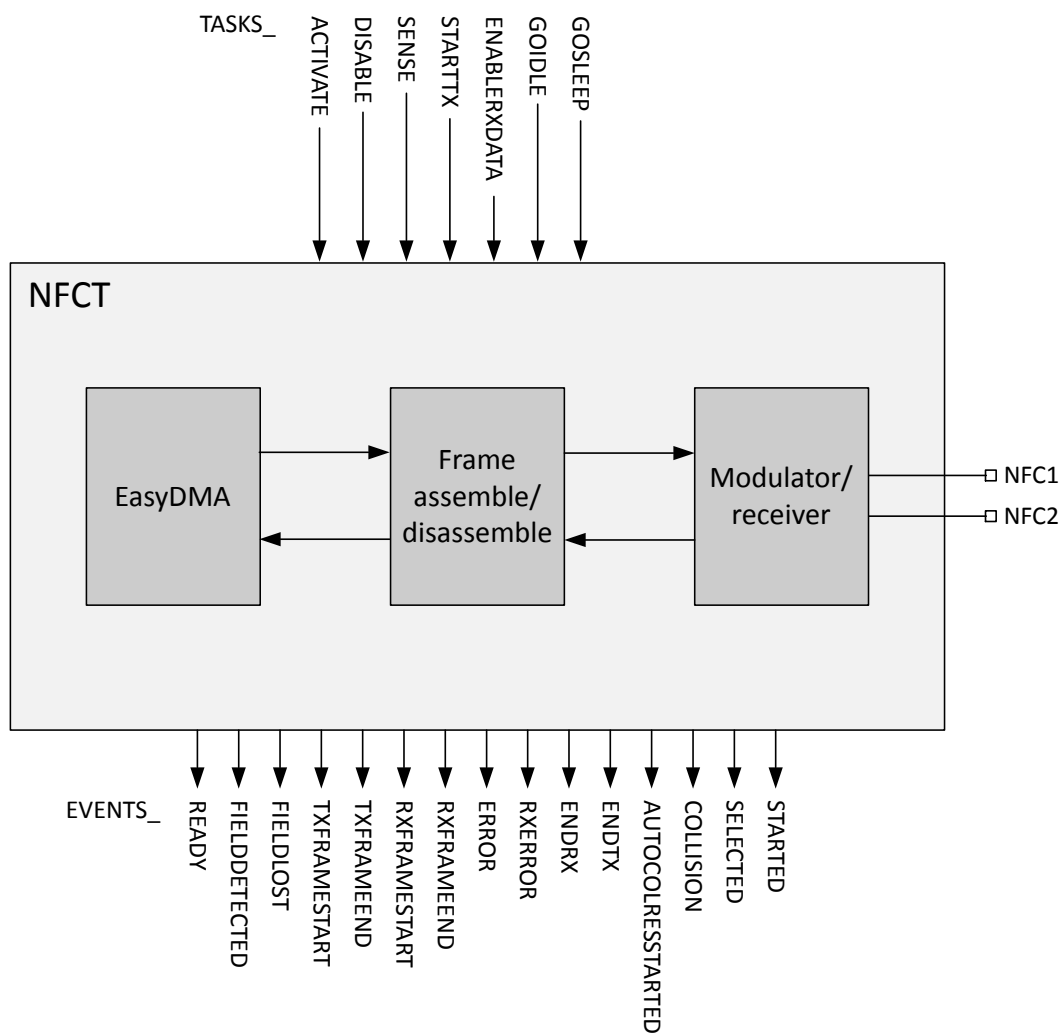 TASKS_
ACTIVATE
DISABLE
SENSE
STARTTX
ENABLERXDATA
GOIDLE
GOSLEEP
NFCT
EasyDMA
Frame
assemble/
disassemble
Modulator/
receiver
NFC1
NFC2
EVENTS_
READY
FIELDDETECTED
FIELDLOST
TXFRAMESTART
TXFRAMEEND
RXFRAMESTART
RXFRAMEEND
ERROR
RXERROR
ENDRX
ENDTX
AUTOCOLRESSTARTED
COLLISION
SELECTED
STARTED